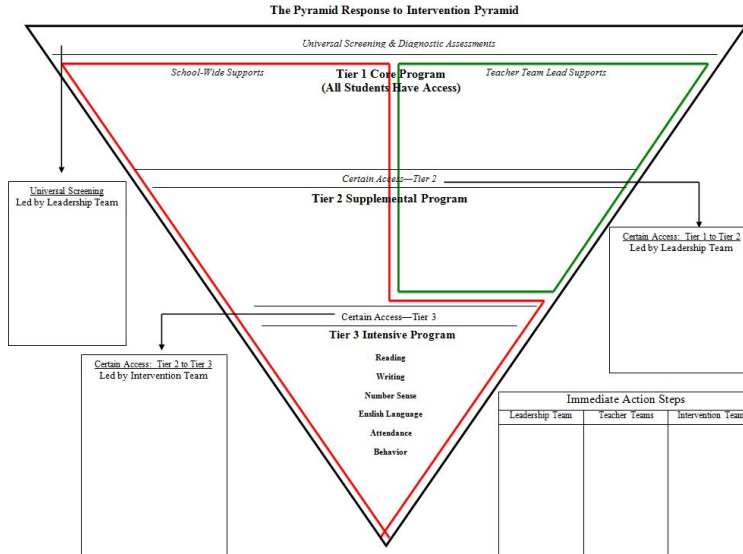 The Pyramid Response to Intervention Pyramid
Universal Screening & Diagnostic Assessments
School-Wide Supports
Tier 1 Core Program
Teacher Team Lead Supports
(All Students Have Access)
Certain Access—Tier 2
Tier 2 Supplemental Program
Universal Screening
Led by Leadership Team
Certain Access: Tier 1 to Tier 2
Led by Leadership Team
Certain Access—Tier 3
Tier 3 Intensive Program
Reading
Writing
Number Sense
Enslish Language
Attendance
Behavior
Certain Access: Tier 2 to Tier 3
Led by Intervention Team
Immediate Action Steps
Leadership Team
Teacher Teams
Intervention Team